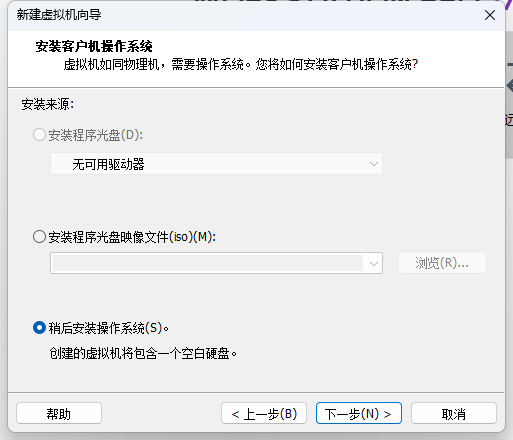 新建虚拟机向导
安装客户机操作系统
虚拟机如同物理机，需要操作系统。您将如何安装客户机操作系统?
安装来源:
安装程序光盘(D):
无可用驱动器
安装程序光盘映像文件(iso)(M):
浏览(R)...
稍后安装操作系统(S)。
创建的虚拟机将包含一个空白硬盘。
帮助
< 上一步(B)
下一步(N) >
取消